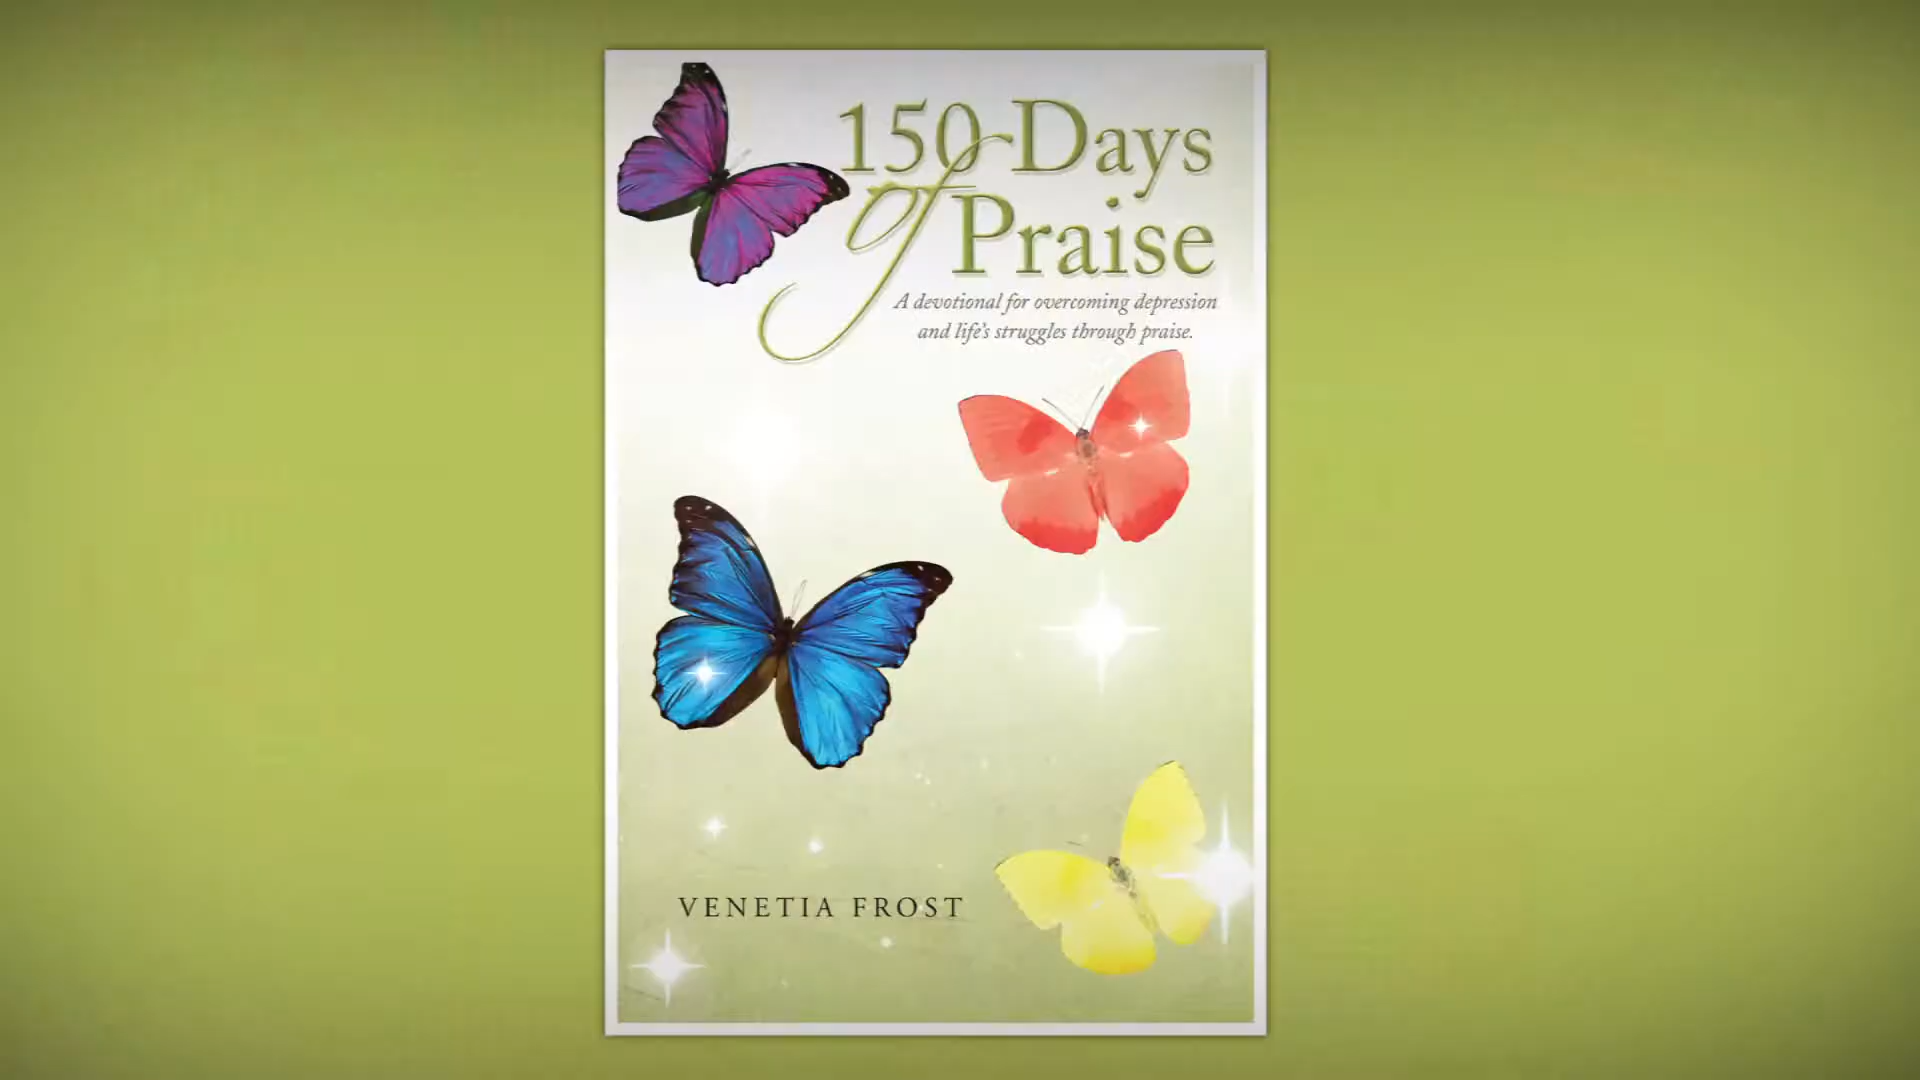 150 Days
of Praise
A devotional for overcoming depression
and life's struggles through praise.
VENETIA FROST